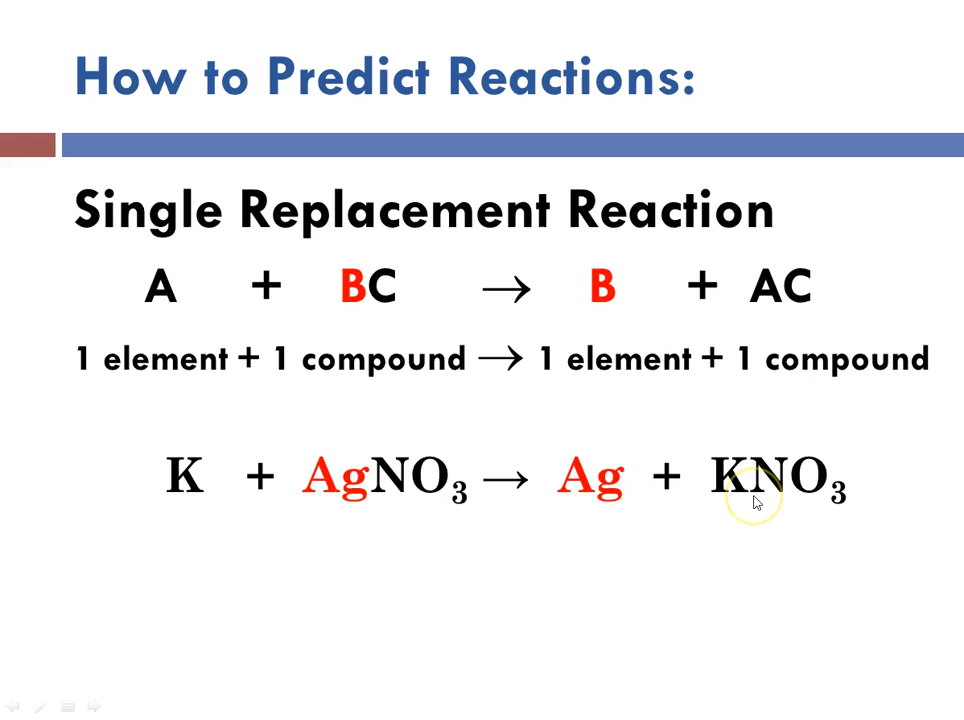 How to Predict Reactions:
Single Replacement Reaction
A + BC → B + AC
1 element + 1 compound → 1 element + 1 compound
K + AgNO₃ → Ag + KNO₃